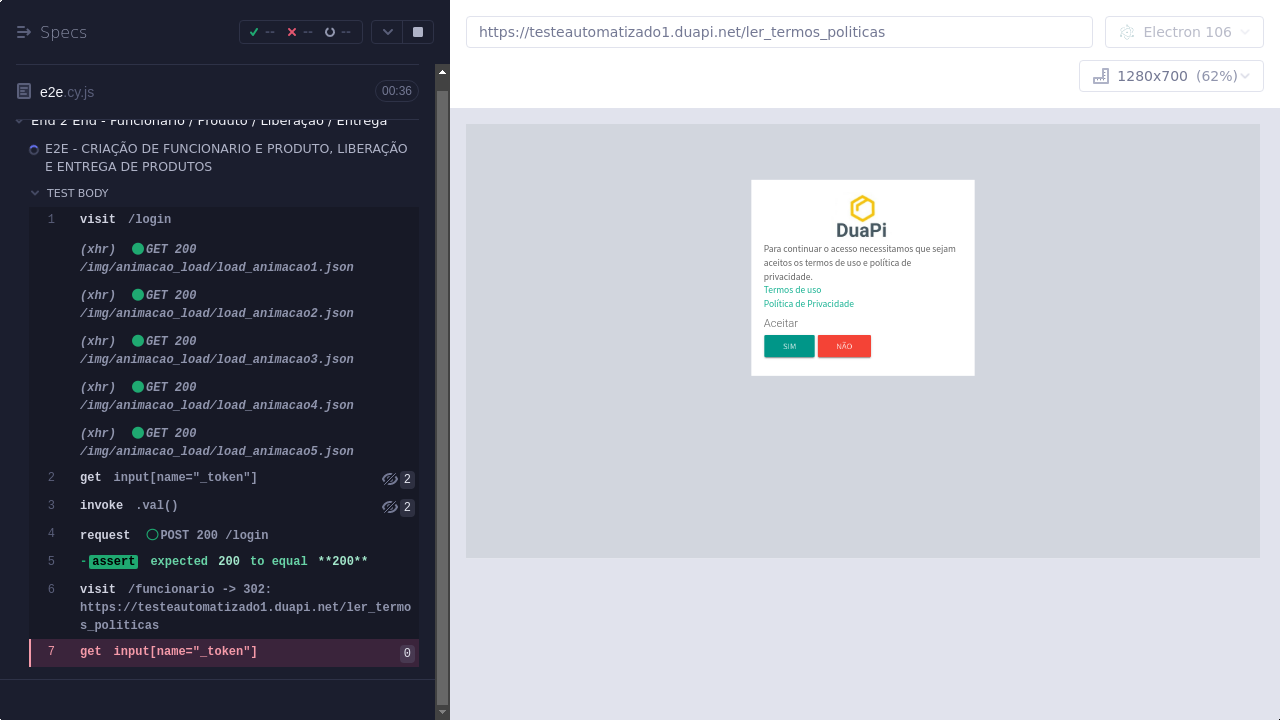 Specs
--
--
--
e2e.cy.js
00:36
End 2 End - Funcionario / Produto / Liberação / Entrega
E2E - CRIAÇÃO DE FUNCIONARIO E PRODUTO, LIBERAÇÃO
E ENTREGA DE PRODUTOS
TEST BODY
1 visit /login
(xhr) GET 200
/img/animacao_load/load_animacao1.json
(xhr) GET 200
/img/animacao_load/load_animacao2.json
(xhr) GET 200
/img/animacao_load/load_animacao3.json
(xhr) GET 200
/img/animacao_load/load_animacao4.json
(xhr) GET 200
/img/animacao_load/load_animacao5.json
2 get input[name="_token"] 2
3 invoke .val() 2
4 request POST 200 /login
5 -assert expected 200 to equal **200**
6 visit /funcionario -> 302:
https://testeautomatizado1.duapi.net/ler_termo
s_politicas
7 get input[name="_token"] 0
https://testeautomatizado1.duapi.net/ler_termos_politicas
Electron 106
1280x700 (62%)
DuaPi
Para continuar o acesso necessitamos que sejam
aceitos os termos de uso e política de
privacidade.
Termos de uso
Política de Privacidade
Aceitar
SIM
NÃO